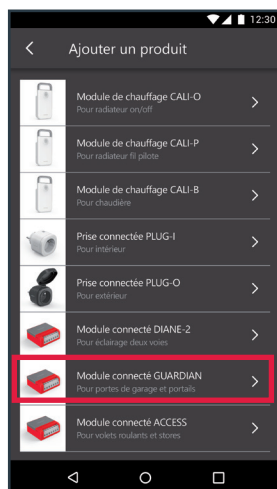 12:30
Ajouter un produit
Module de chauffage CALI-O
Pour radiateur on/off
Module de chauffage CALI-P
Pour radiateur fil pilote
Module de chauffage CALI-B
Pour chaudière
Prise connectée PLUG-I
Pour intérieur
Prise connectée PLUG-O
Pour extérieur
Module connecté DIANE-2
Pour éclairage deux voies
Module connecté GUARDIAN
Pour portes de garage et portails
Module connecté ACCESS
Pour volets roulants et stores